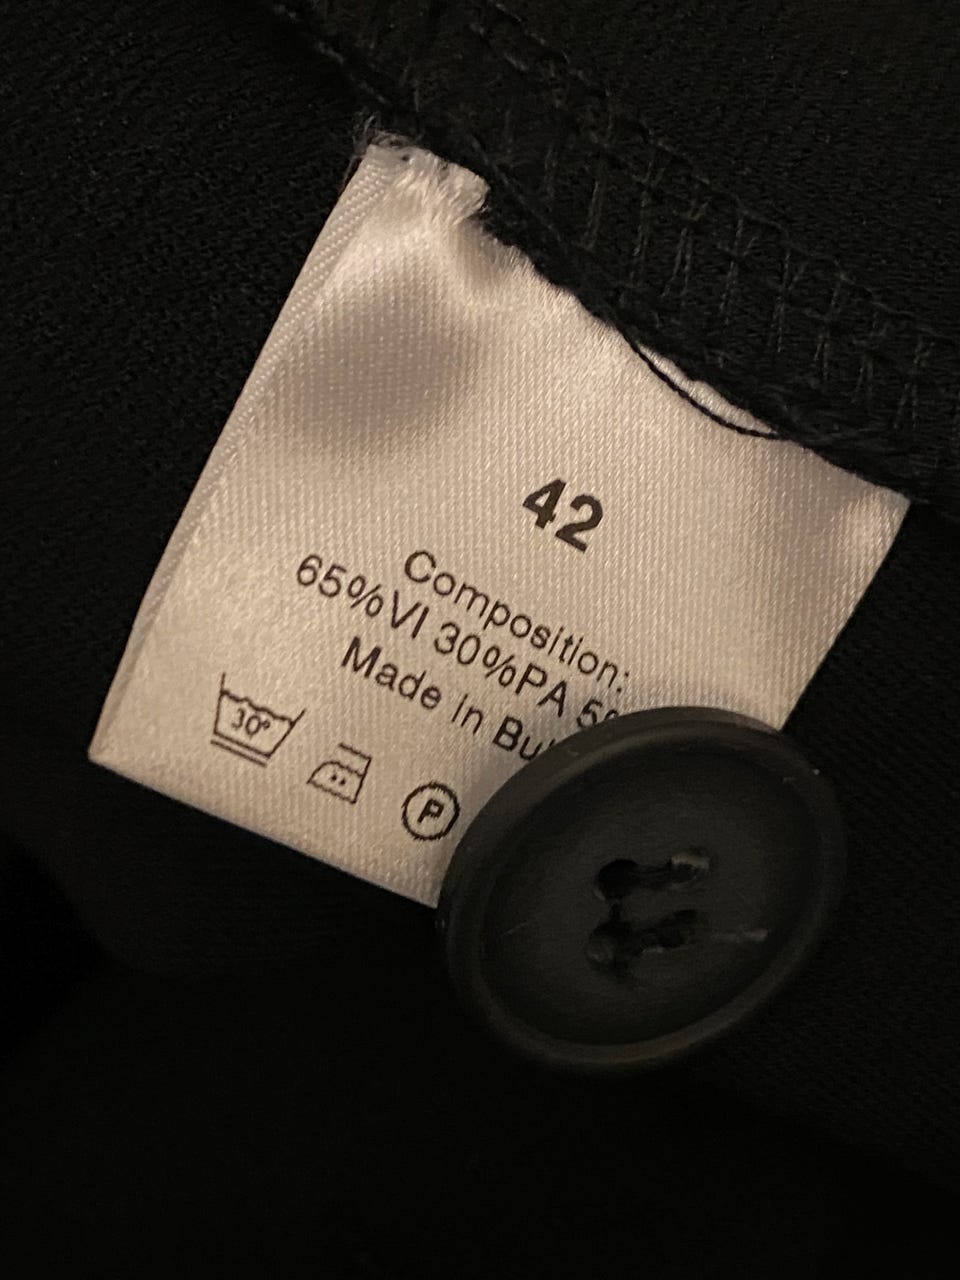 42
Composition:
65%VI 30%PA
Made in
30°
P